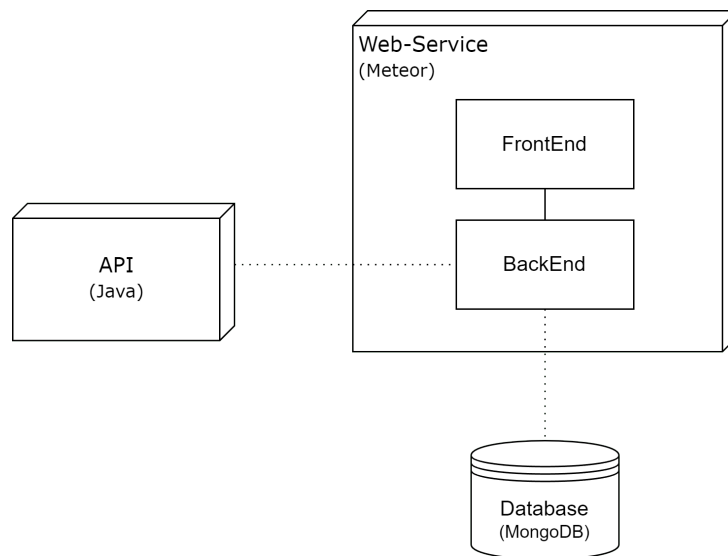 Web-Service
(Meteor)
FrontEnd
API
(Java)
BackEnd
Database
(MongoDB)